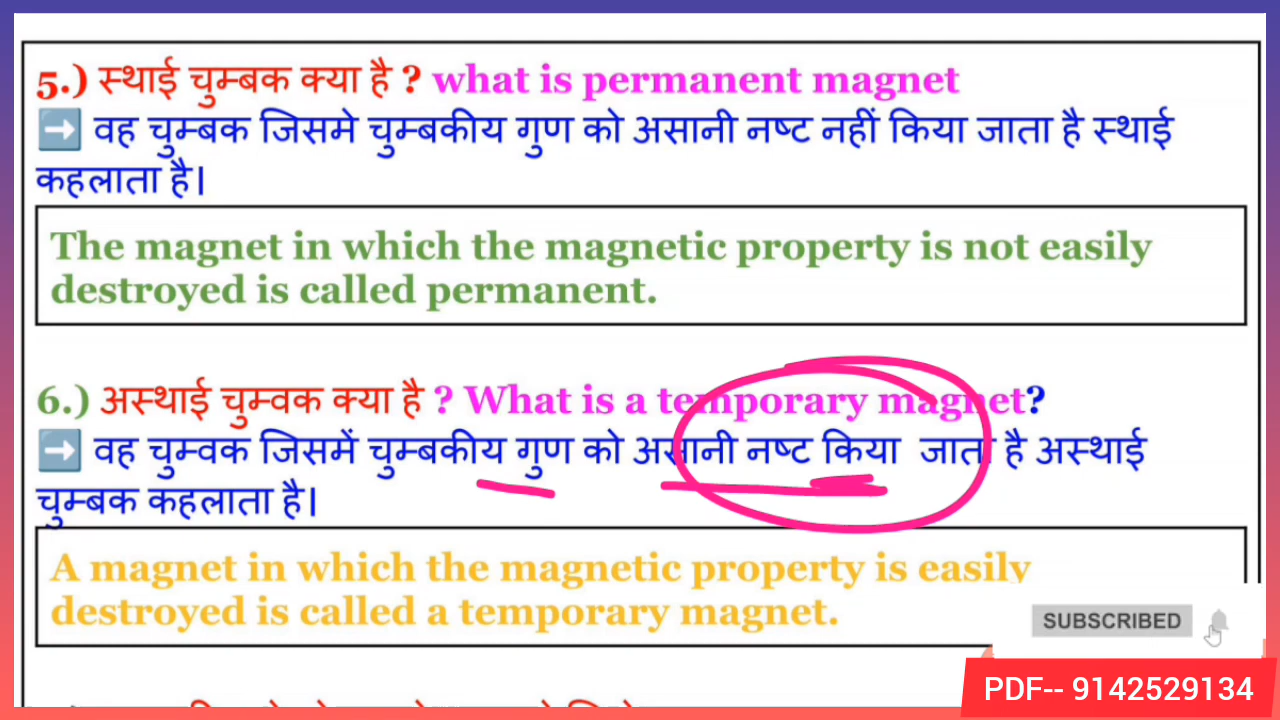 5.) स्थाई चुम्बक क्या है ? what is permanent magnet
➡️ वह चुम्बक जिसमे चुम्बकीय गुण को असानी नष्ट नहीं किया जाता है स्थाई
कहलाता है।
The magnet in which the magnetic property is not easily
destroyed is called permanent.
6.) अस्थाई चुम्वक क्या है ? What is a temporary magnet?
➡️ वह चुम्वक जिसमें चुम्बकीय गुण को असानी नष्ट किया जाता है अस्थाई
चुम्बक कहलाता है।
A magnet in which the magnetic property is easily
destroyed is called a temporary magnet.
SUBSCRIBED
PDF-- 9142529134